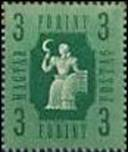 3 FORINT 3
MAGYAR
POSTA
3 FORINT 3